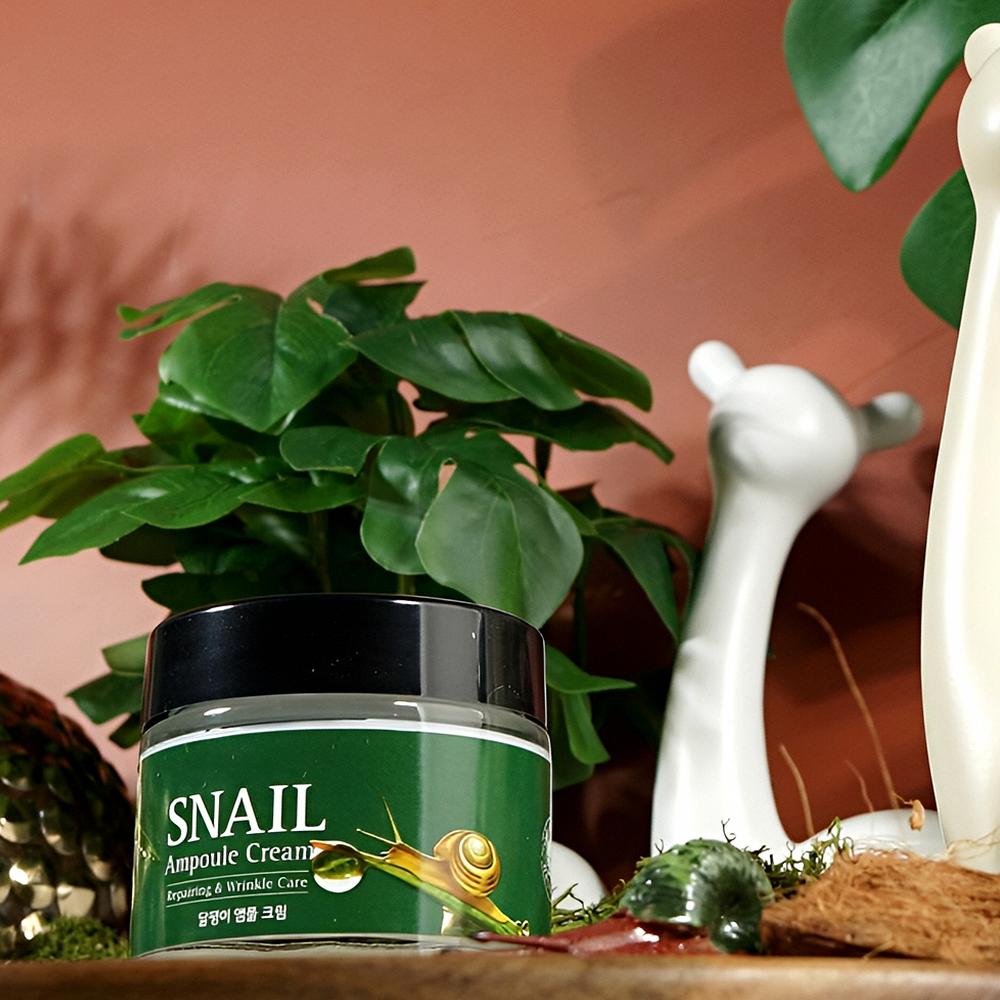 SNAIL
Ampoule Cream
Repairing & Wrinkle Care
달팽이 앰플 크림